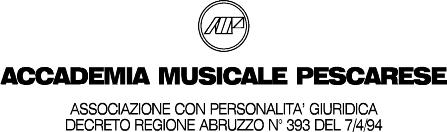 AMP
ACCADEMIA MUSICALE PESCARESE
ASSOCIAZIONE CON PERSONALITA' GIURIDICA
DECRETO REGIONE ABRUZZO N° 393 DEL 7/4/94